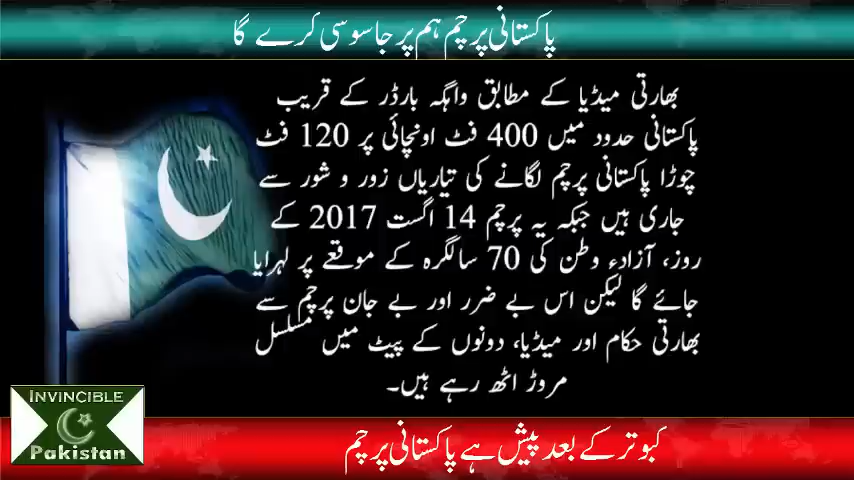 پاکستانی پرچم ہم پر جاسوسی کرے گا
بھارتی میڈیا کے مطابق واہگہ بارڈر کے قریب
پاکستانی حدود میں 400 فٹ اونچائی پر 120 فٹ
چوڑا پاکستانی پرچم لگانے کی تیاریاں زور و شور سے
جاری ہیں جبکہ یہ پرچم 14 اگست 2017 کے
روز، آزادء وطن کی 70 سالگرہ کے موقعے پر لہرایا
جائے گا لیکن اس بے ضرر اور بے جان پرچم سے
بھارتی حکام اور میڈیا، دونوں کے پیٹ میں مسلسل
مروڑ اٹھ رہے ہیں۔
INVINCIBLE
Pakistan
کبوتر کے بعد پیش ہے پاکستانی پرچم